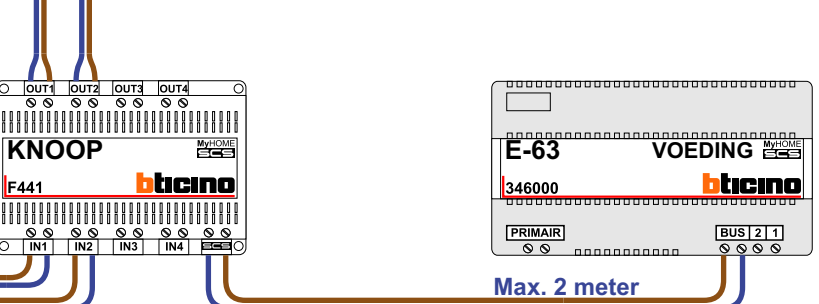 OUT1 OUT2 OUT3 OUT4
KNOOP
MyHOME
SCS
F441
bticino
IN1 IN2 IN3 IN4 SCS
E-63
VOEDING
MyHOME
SCS
346000
bticino
PRIMAIR
BUS 2 1
Max. 2 meter